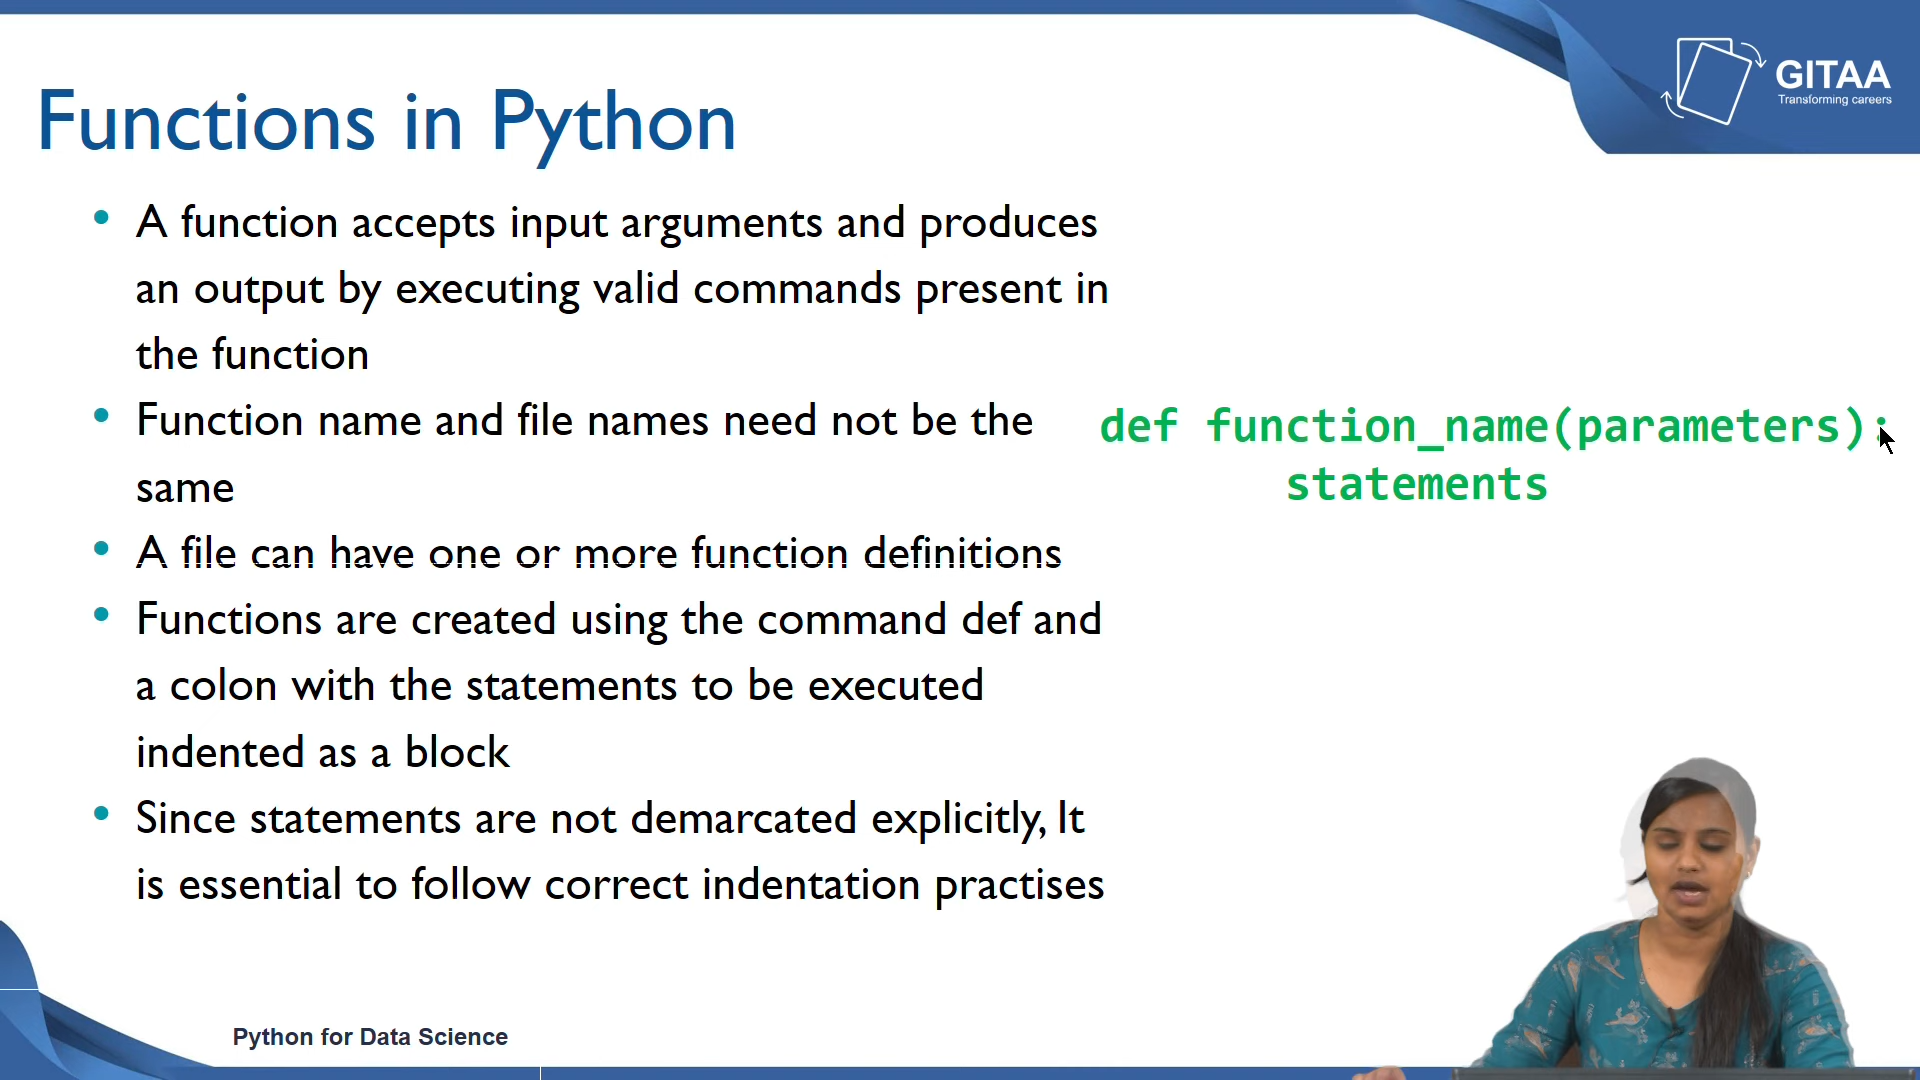 GITAA
Transforming careers
Functions in Python
• A function accepts input arguments and produces
an output by executing valid commands present in
the function
• Function name and file names need not be the
same
• A file can have one or more function definitions
• Functions are created using the command def and
a colon with the statements to be executed
indented as a block
• Since statements are not demarcated explicitly, It
is essential to follow correct indentation practises
def function_name(parameters):
statements
Python for Data Science